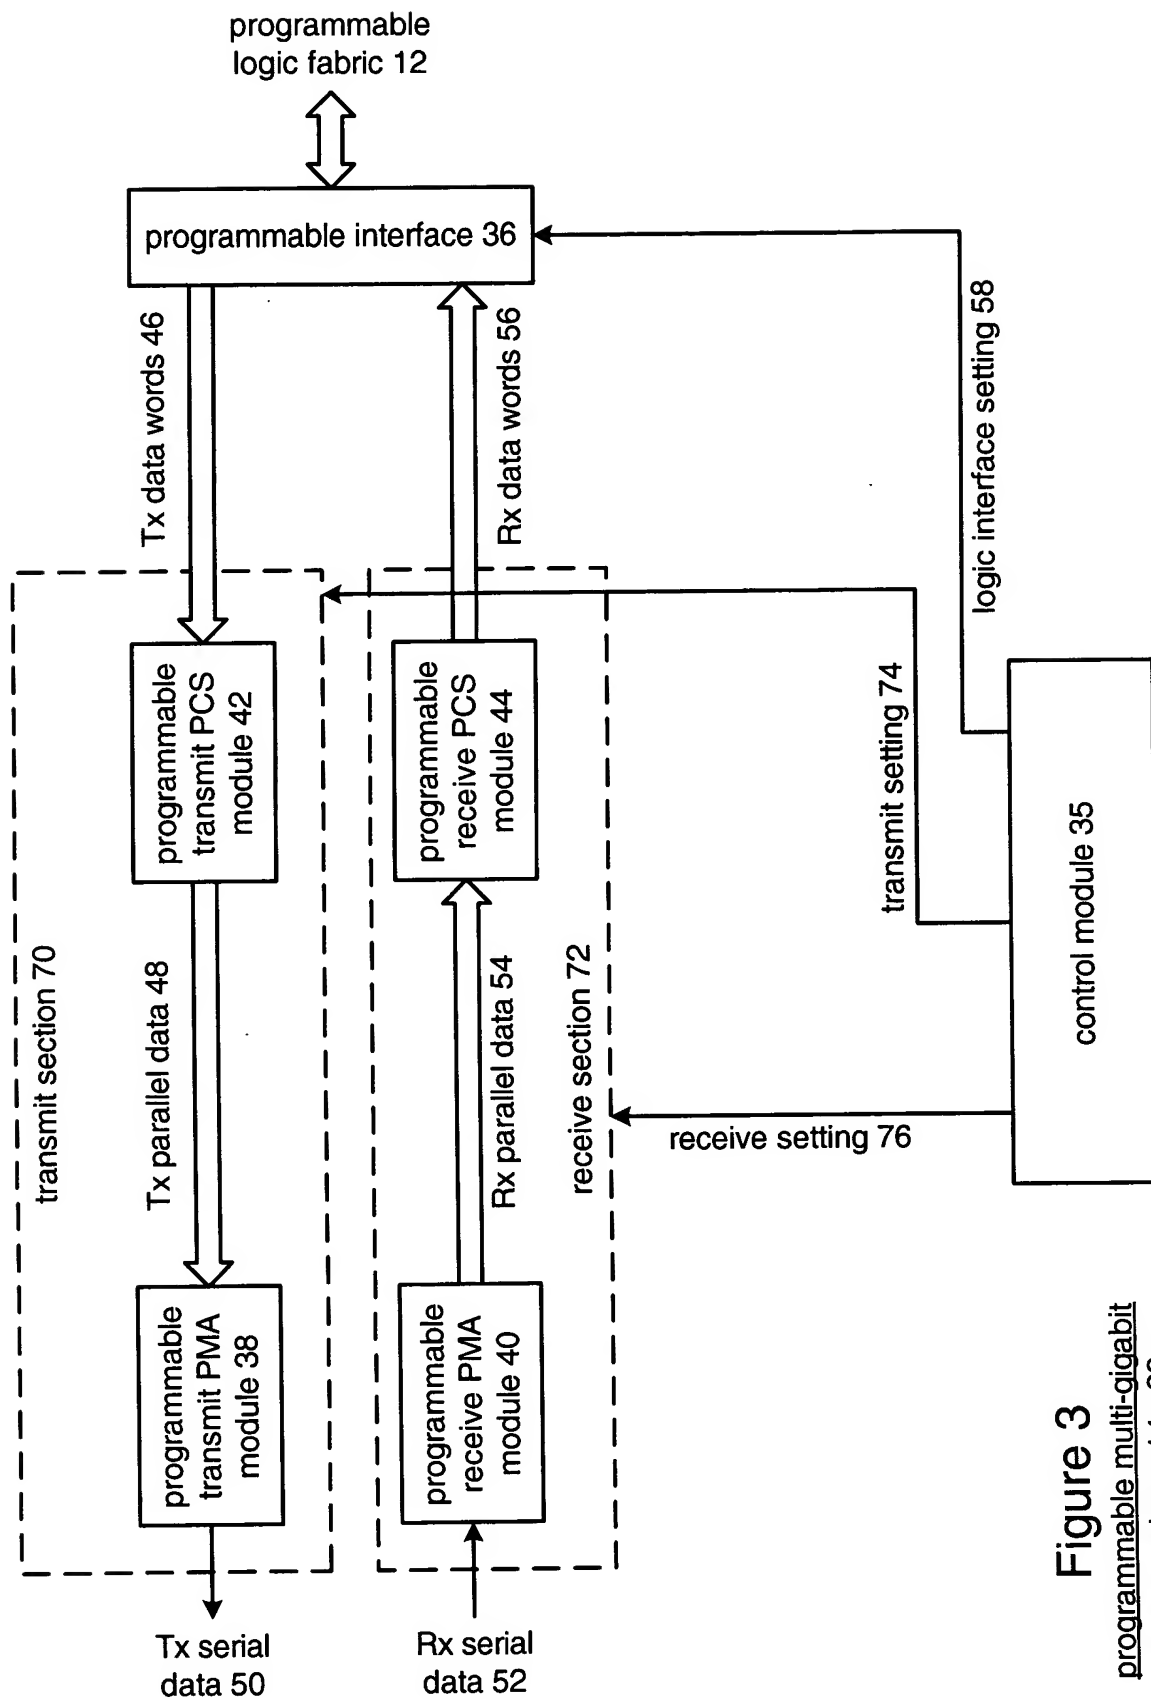 programmable
logic fabric 12
programmable interface 36
Tx data words 46
Rx data words 56
logic interface setting 58
transmit section 70
programmable
transmit PCS
module 42
programmable
receive PCS
module 44
transmit setting 74
Tx parallel data 48
Rx parallel data 54
receive section 72
receive setting 76
control module 35
programmable
transmit PMA
module 38
programmable
receive PMA
module 40
Tx serial
data 50
Rx serial
data 52
Figure 3
programmable multi-gigabit